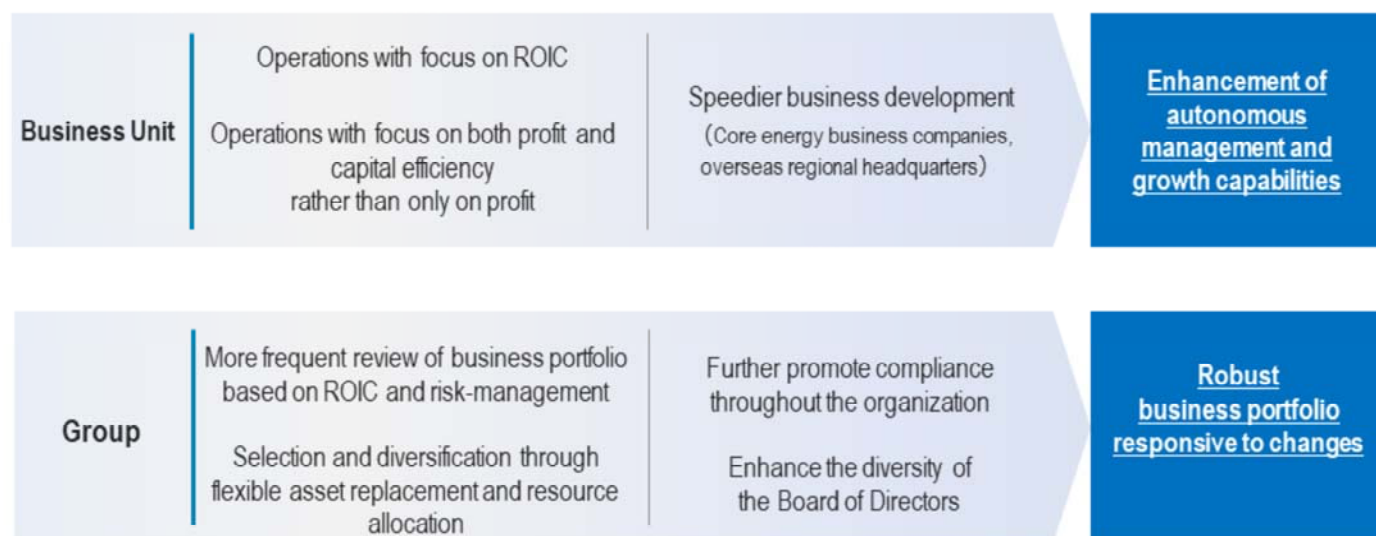 Business Unit
Operations with focus on ROIC
Operations with focus on both profit and
capital efficiency
rather than only on profit
Speedier business development
（Core energy business companies,
overseas regional headquarters）
Enhancement of
autonomous
management and
growth capabilities
Group
More frequent review of business portfolio
based on ROIC and risk-management
Selection and diversification through
flexible asset replacement and resource
allocation
Further promote compliance
throughout the organization
Enhance the diversity of
the Board of Directors
Robust
business portfolio
responsive to changes